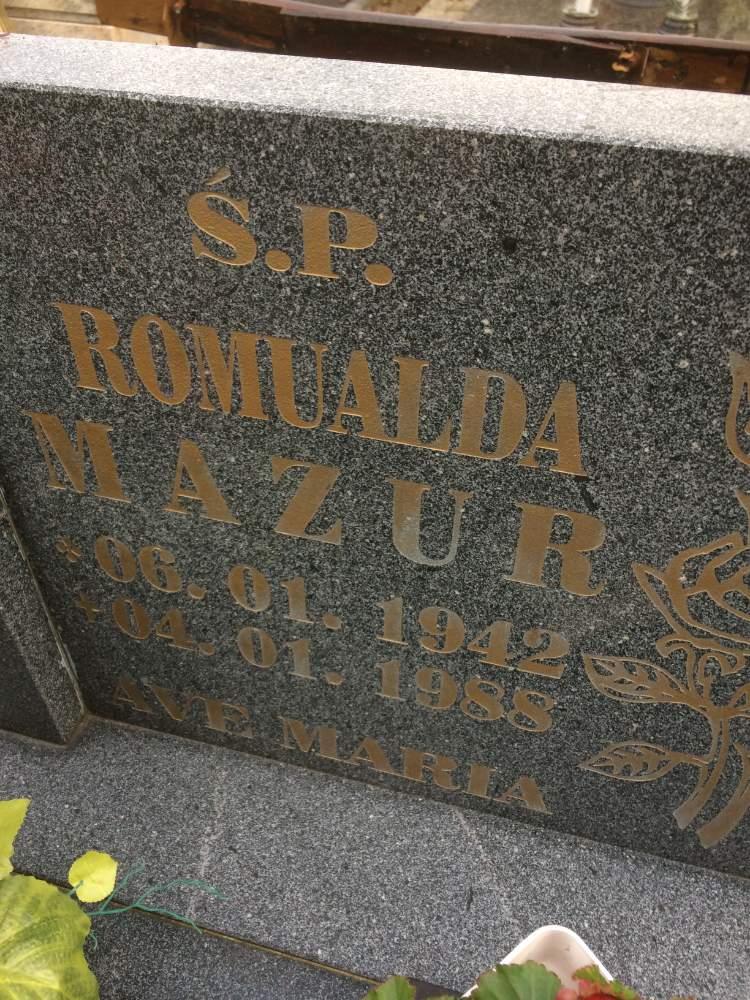 Ś.P.
ROMUALDA
MAZUR
* 06. 01. 1942
+ 04. 01. 1988
AVE MARIA